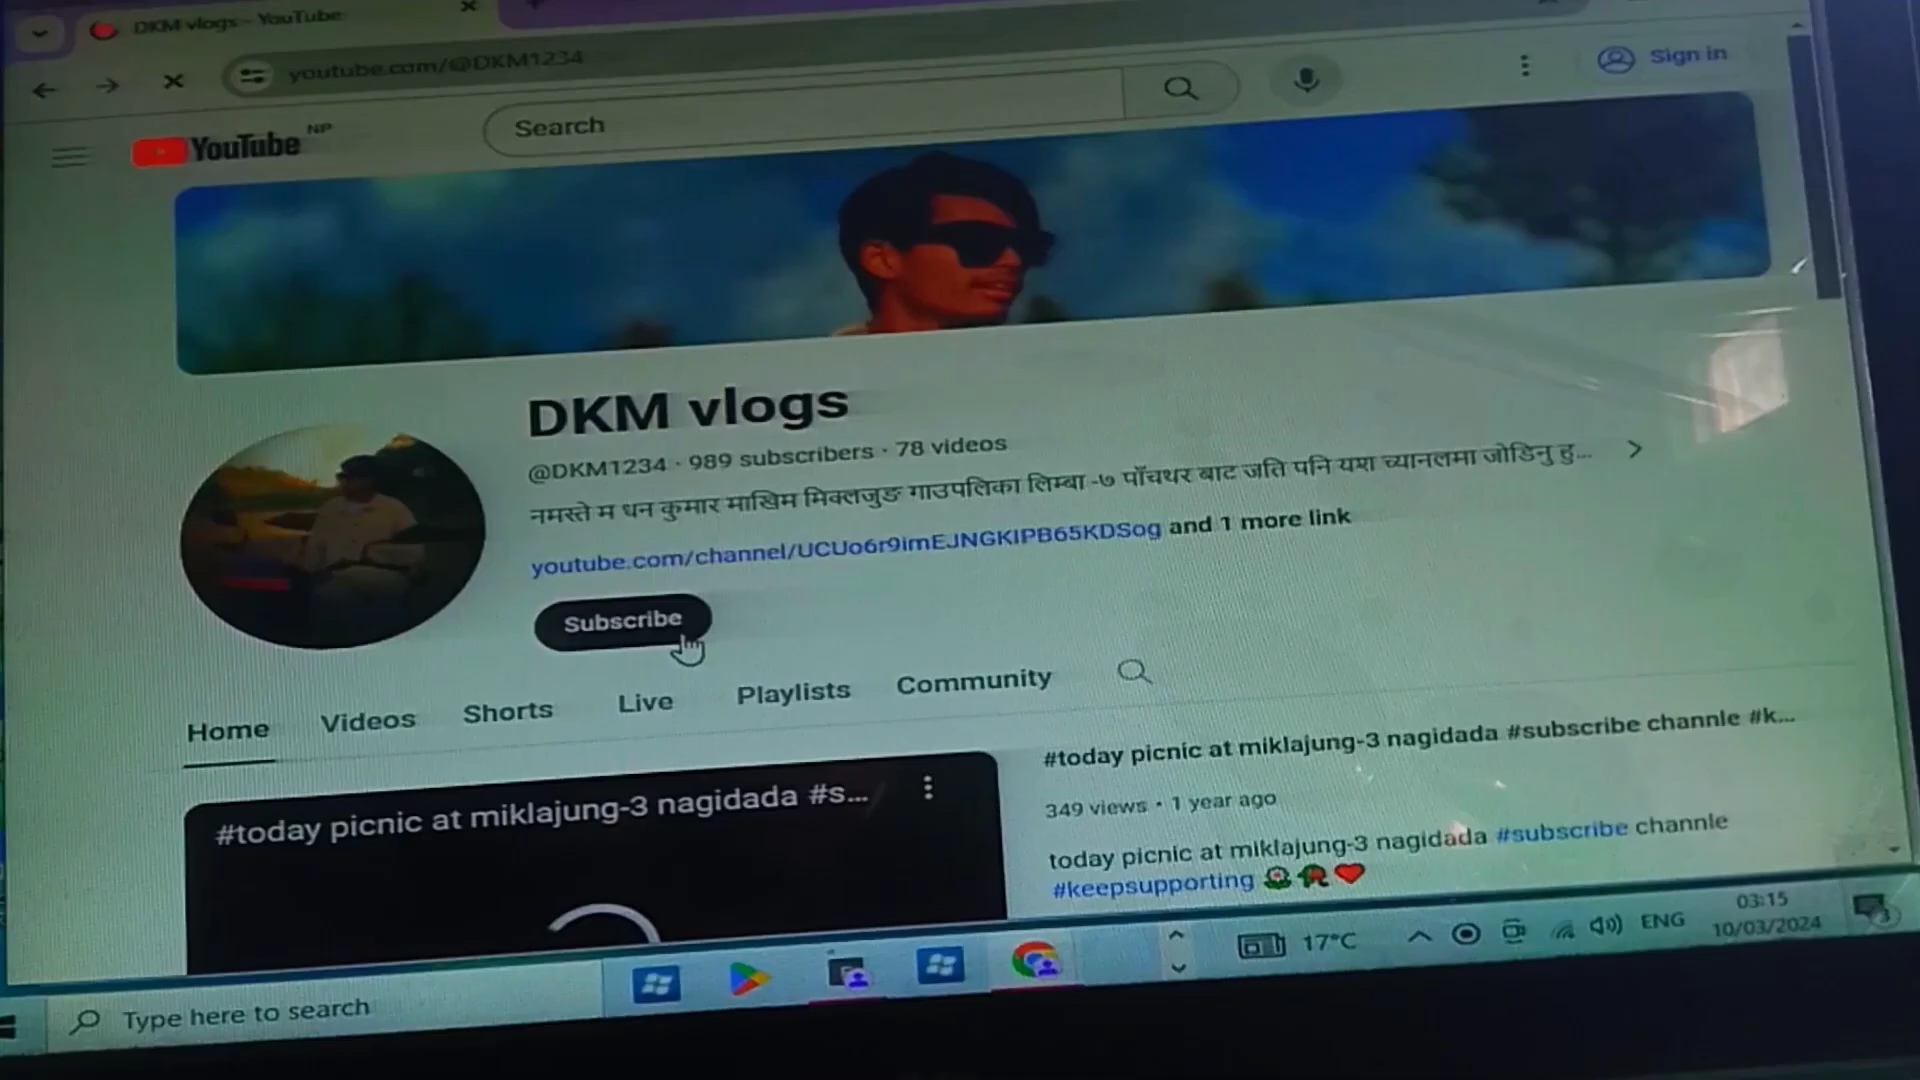 DKM vlogs - YouTube
youtube.com/@DKM1234
YouTube NP
Search
Sign in
DKM vlogs
@DKM1234 · 989 subscribers · 78 videos
नमस्ते म धन कुमार माखिम मिक्लजुङ गाउपलिका लिम्बा -७ पाँचथर बाट जति पनि यश च्यानलमा जोडिनु हु...
youtube.com/channel/UCUo6r9imEJNGKIPB65KDSog and 1 more link
Subscribe
Home Videos Shorts Live Playlists Community
#today picnic at miklajung-3 nagidada #s...
#today picnic at miklajung-3 nagidada #subscribe channle #k...
349 views · 1 year ago
today picnic at miklajung-3 nagidada #subscribe channle
#keepsupporting
Type here to search
17°C
ENG
03:15
10/03/2024
3